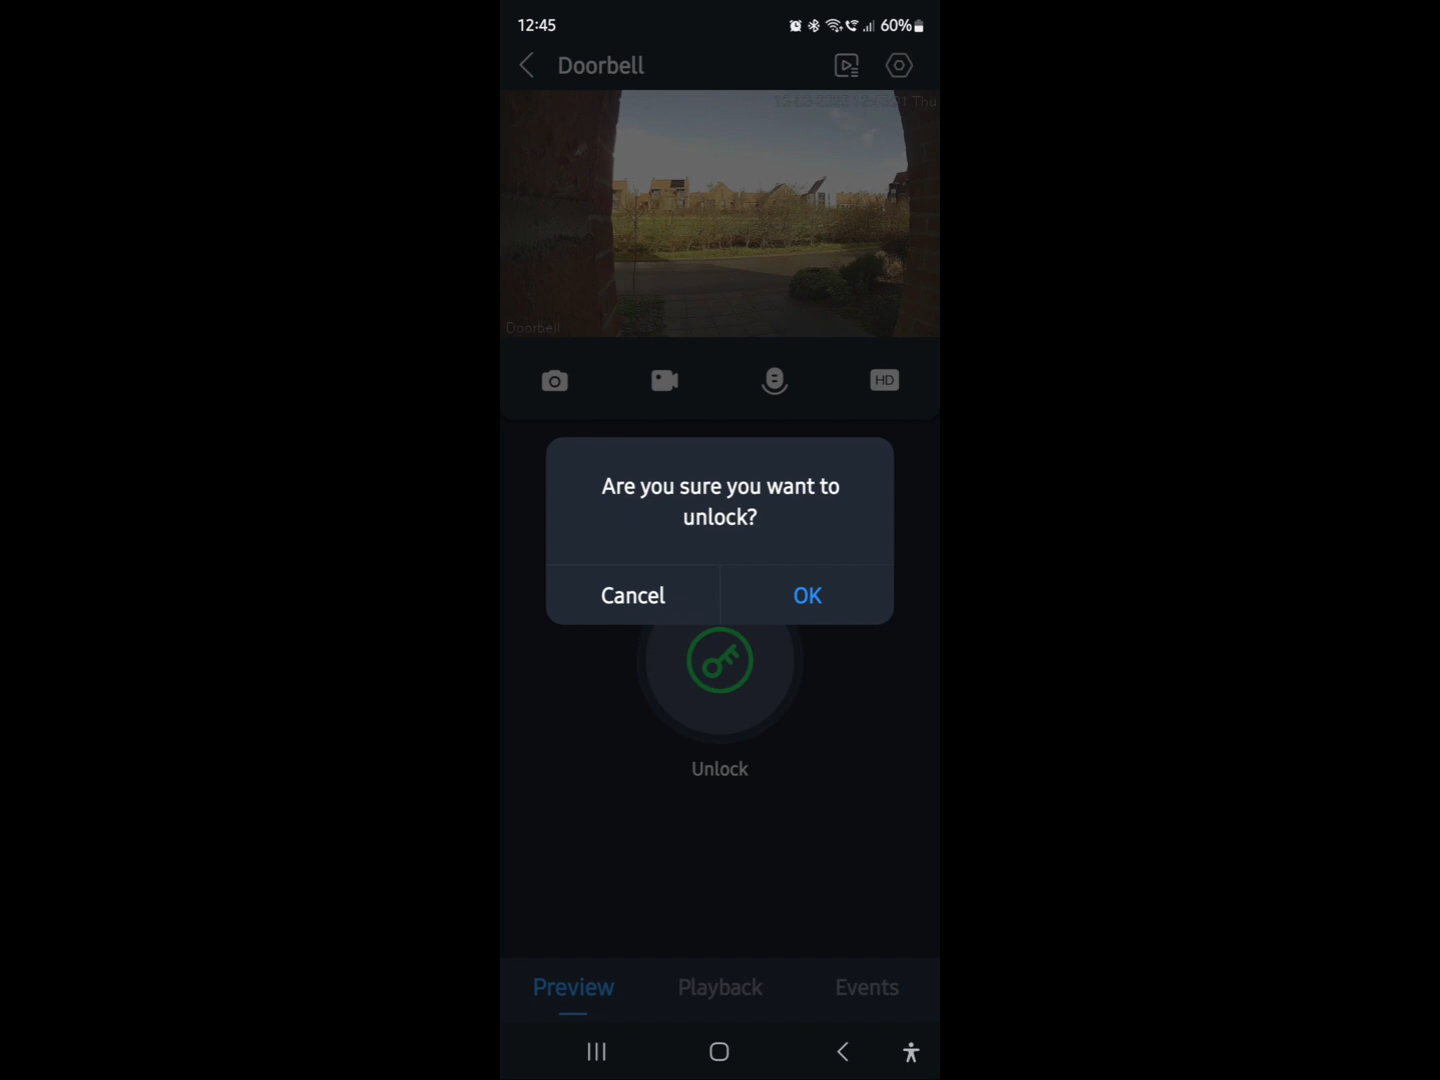 12:45
60%
Doorbell
Thu
Doorbell
HD
Are you sure you want to
unlock?
Cancel
OK
Unlock
Preview
Playback
Events